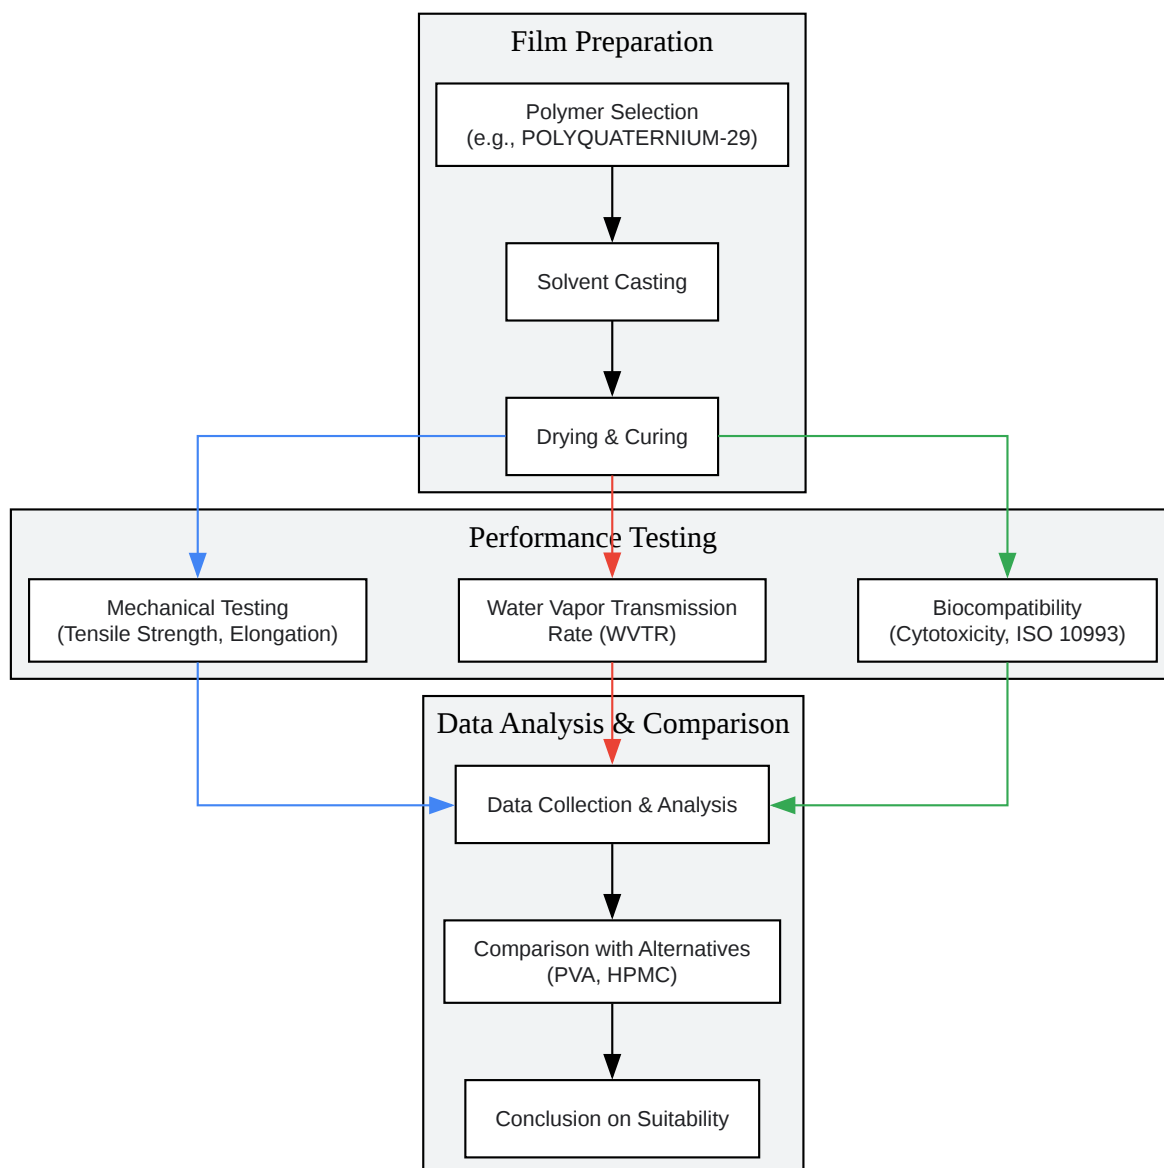 Film Preparation
Polymer Selection
(e.g., POLYQUATERNIUM-29)
Solvent Casting
Drying & Curing
Performance Testing
Mechanical Testing
(Tensile Strength, Elongation)
Water Vapor Transmission
Rate (WVTR)
Biocompatibility
(Cytotoxicity, ISO 10993)
Data Analysis & Comparison
Data Collection & Analysis
Comparison with Alternatives
(PVA, HPMC)
Conclusion on Suitability